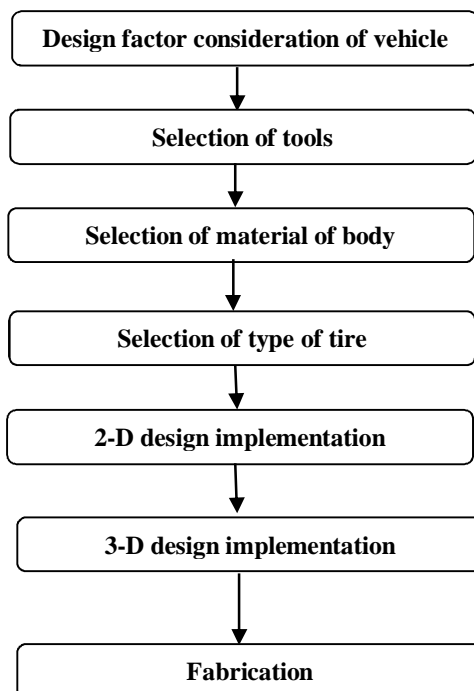 Design factor consideration of vehicle
Selection of tools
Selection of material of body
Selection of type of tire
2-D design implementation
3-D design implementation
Fabrication